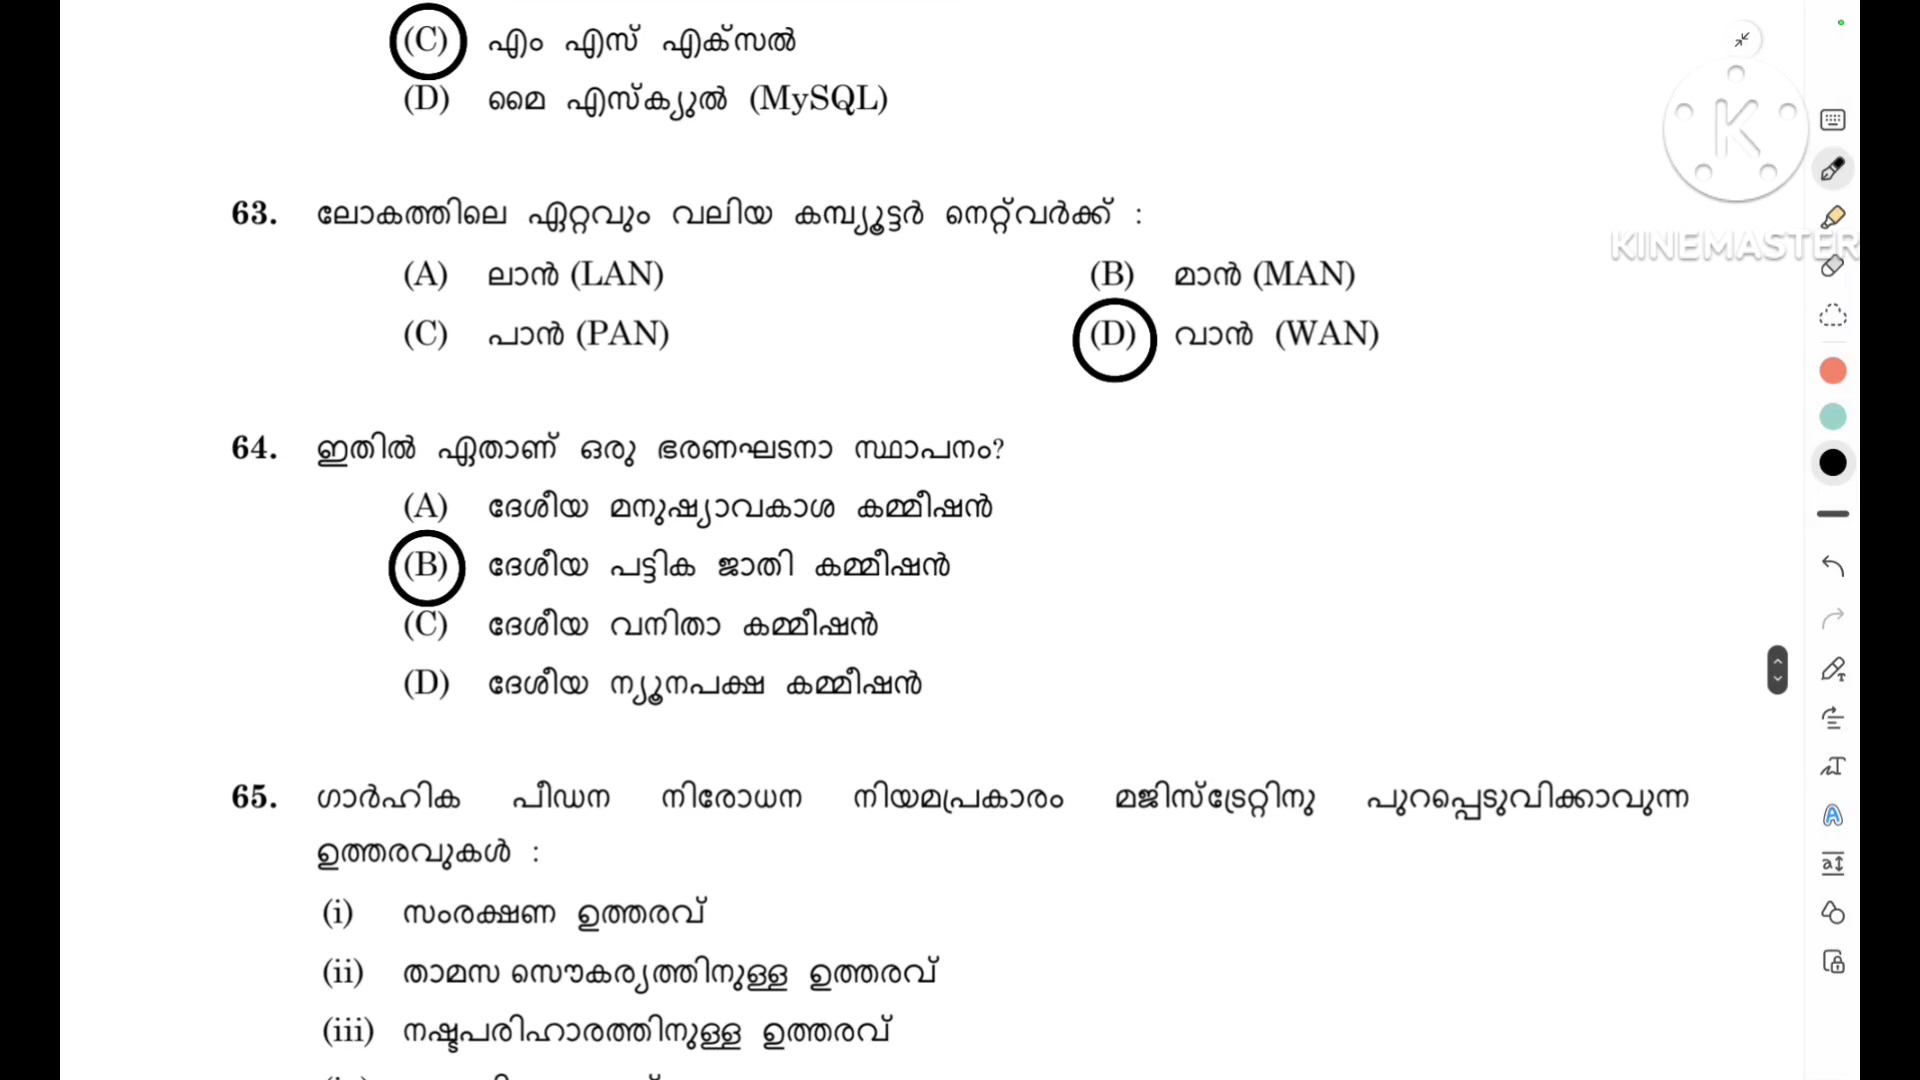 (C) എം എസ് എക്സൽ
(D) മൈ എസ്ക്യുൽ (MySQL)
63. ലോകത്തിലെ ഏറ്റവും വലിയ കമ്പ്യൂട്ടർ നെറ്റ്‌വർക്ക് :
(A) ലാൻ (LAN) (B) മാൻ (MAN)
(C) പാൻ (PAN) (D) വാൻ (WAN)
KINEMASTER
64. ഇതിൽ ഏതാണ് ഒരു ഭരണഘടനാ സ്ഥാപനം?
(A) ദേശീയ മനുഷ്യാവകാശ കമ്മീഷൻ
(B) ദേശീയ പട്ടിക ജാതി കമ്മീഷൻ
(C) ദേശീയ വനിതാ കമ്മീഷൻ
(D) ദേശീയ ന്യൂനപക്ഷ കമ്മീഷൻ
65. ഗാർഹിക പീഡന നിരോധന നിയമപ്രകാരം മജിസ്ട്രേറ്റിനു പുറപ്പെടുവിക്കാവുന്ന
ഉത്തരവുകൾ :
(i) സംരക്ഷണ ഉത്തരവ്
(ii) താമസ സൌകര്യത്തിനുള്ള ഉത്തരവ്
(iii) നഷ്ടപരിഹാരത്തിനുള്ള ഉത്തരവ്